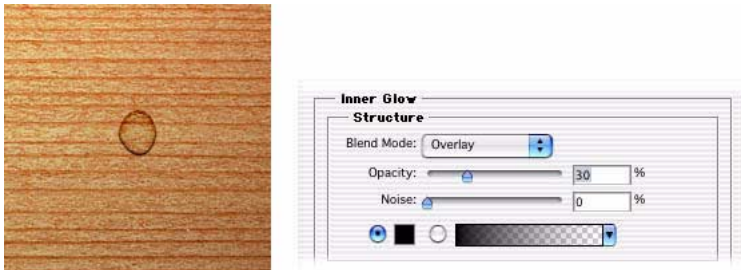 Inner Glow
Structure
Blend Mode: Overlay
Opacity: 30 %
Noise: 0 %